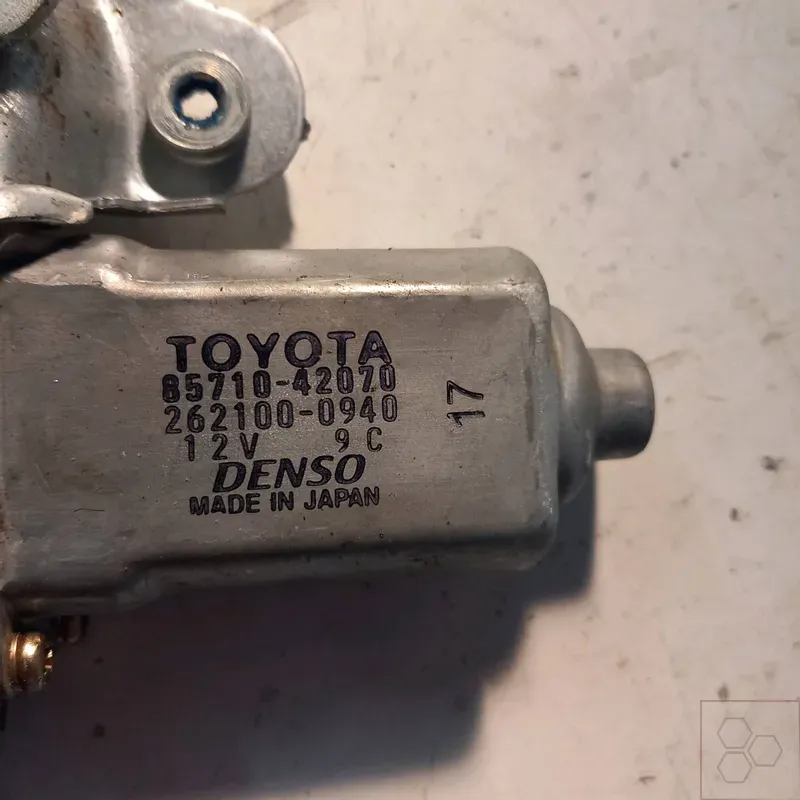 TOYOTA
85710-42070
262100-0940
12V 9C
DENSO
MADE IN JAPAN
17